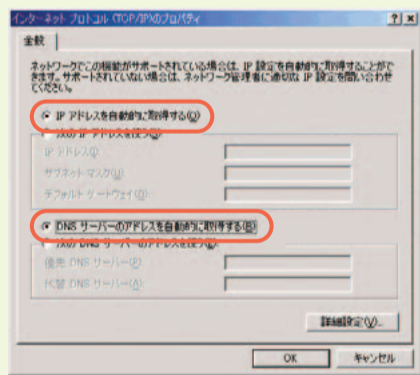 インターネット プロトコル (TCP/IP)のプロパティ
全般
ネットワークでこの機能がサポートされている場合は、IP 設定を自動的に取得することがで
きます。サポートされていない場合は、ネットワーク管理者に適切な IP 設定を問い合わせ
てください。
IP アドレスを自動的に取得する(O)
次の IP アドレスを使う(S):
IP アドレス(I):
サブネット マスク(U):
デフォルト ゲートウェイ(D):
DNS サーバーのアドレスを自動的に取得する(B)
次の DNS サーバーのアドレスを使う(E):
優先 DNS サーバー(P):
代替 DNS サーバー(A):
詳細設定(V)...
OK
キャンセル